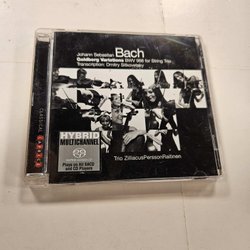 Johann Sebastian Bach
Goldberg Variations BWV 988 for String Trio
Transcription: Dmitry Sitkovetsky
HYBRID
MULTICHANNEL
Plays on All SACD
and CD Players
Trio ZilliacusPerssonRaitinen
CLASSICAL